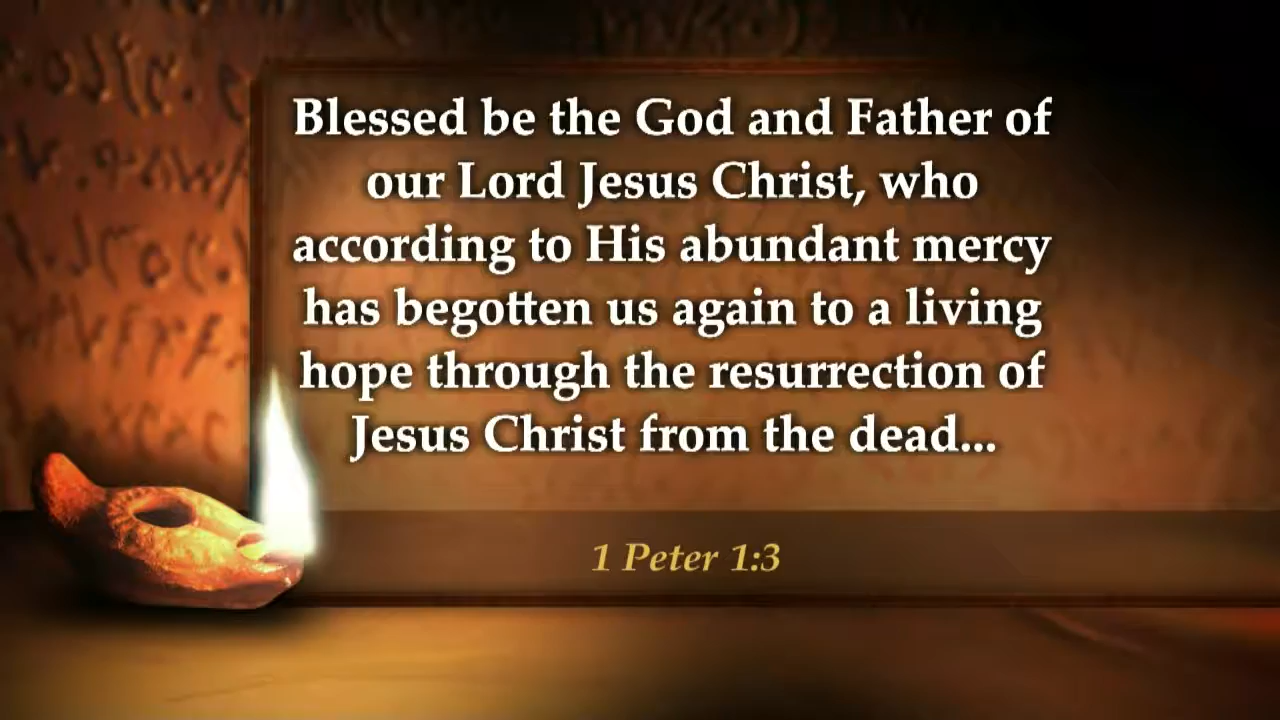 Blessed be the God and Father of
our Lord Jesus Christ, who
according to His abundant mercy
has begotten us again to a living
hope through the resurrection of
Jesus Christ from the dead...
1 Peter 1:3